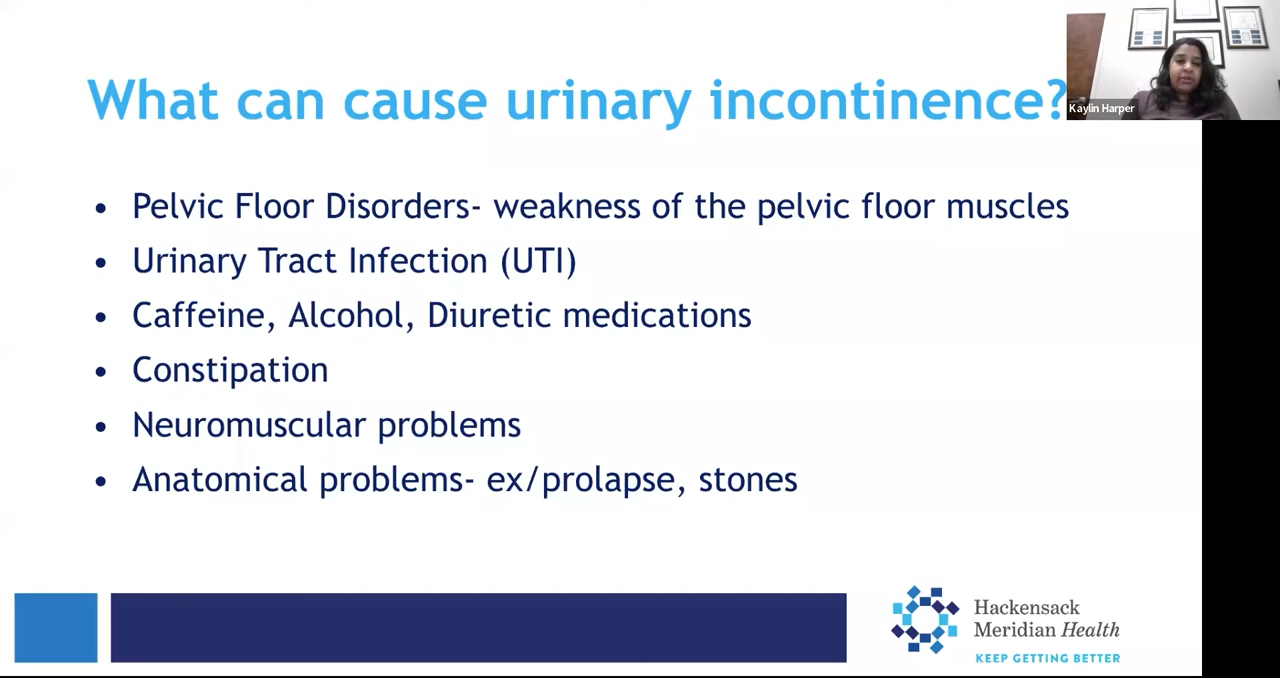 What can cause urinary incontinence?
Kaylin Harper
• Pelvic Floor Disorders- weakness of the pelvic floor muscles
• Urinary Tract Infection (UTI)
• Caffeine, Alcohol, Diuretic medications
• Constipation
• Neuromuscular problems
• Anatomical problems- ex/prolapse, stones
Hackensack
Meridian Health
KEEP GETTING BETTER